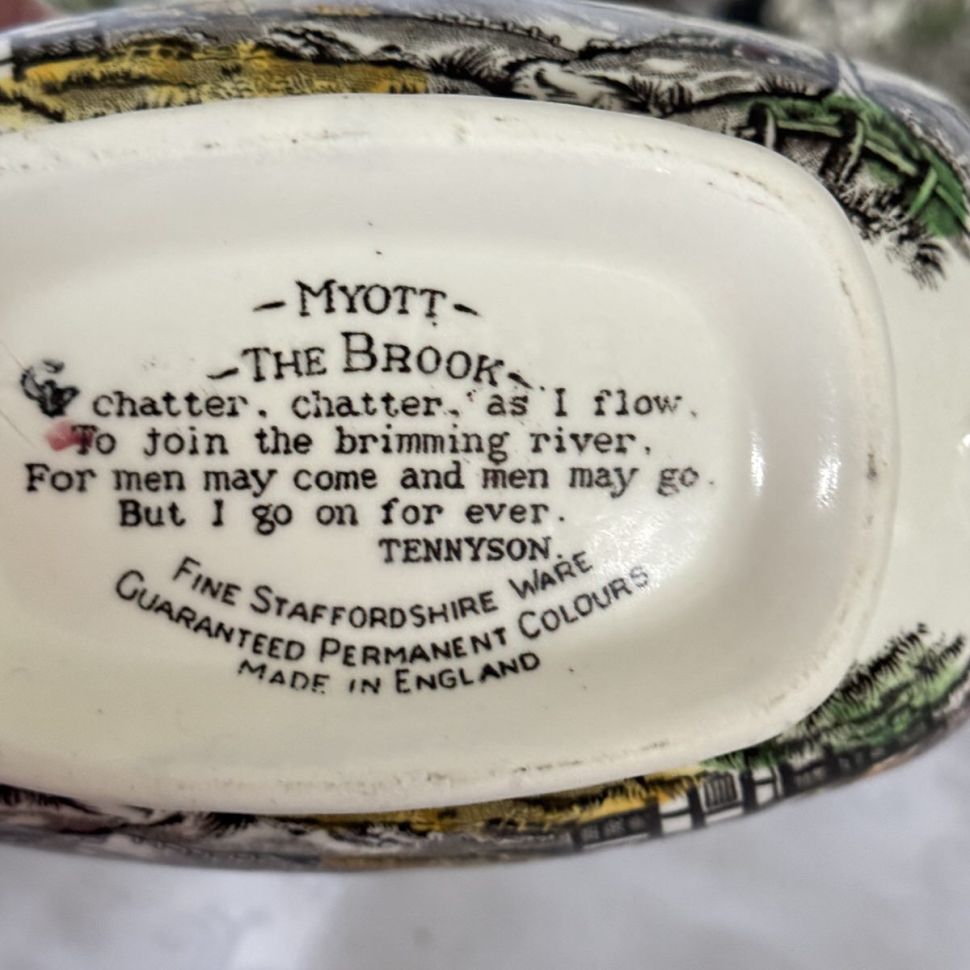 - MYOTT -
- THE BROOK -
chatter, chatter, as I flow,
To join the brimming river,
For men may come and men may go.
But I go on for ever.
TENNYSON.
FINE STAFFORDSHIRE WARE
GUARANTEED PERMANENT COLOURS
MADE IN ENGLAND